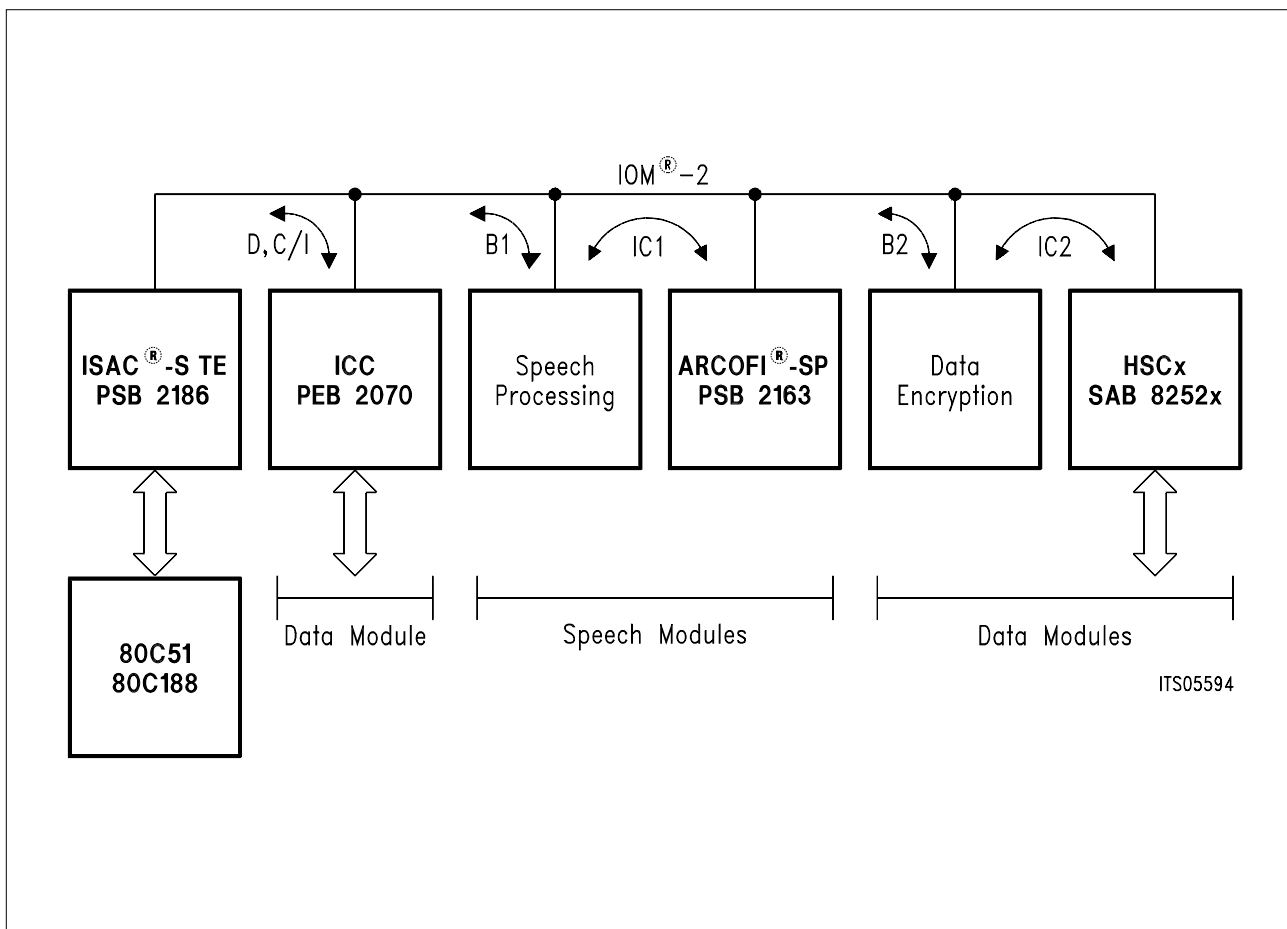 IOM®-2
D, C/I
B1
IC1
B2
IC2
ISAC®-S TE
PSB 2186
ICC
PEB 2070
Speech
Processing
ARCOFI®-SP
PSB 2163
Data
Encryption
HSCx
SAB 8252x
80C51
80C188
Data Module
Speech Modules
Data Modules
ITS05594